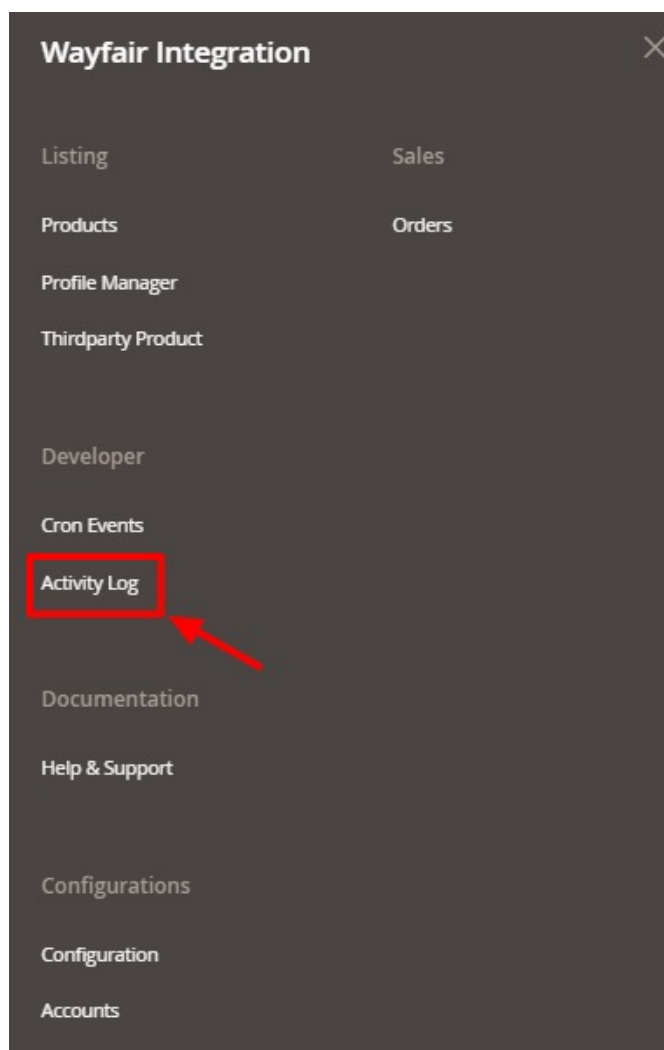 Wayfair Integration
Listing
Products
Profile Manager
Thirdparty Product
Sales
Orders
Developer
Cron Events
Activity Log
Documentation
Help & Support
Configurations
Configuration
Accounts